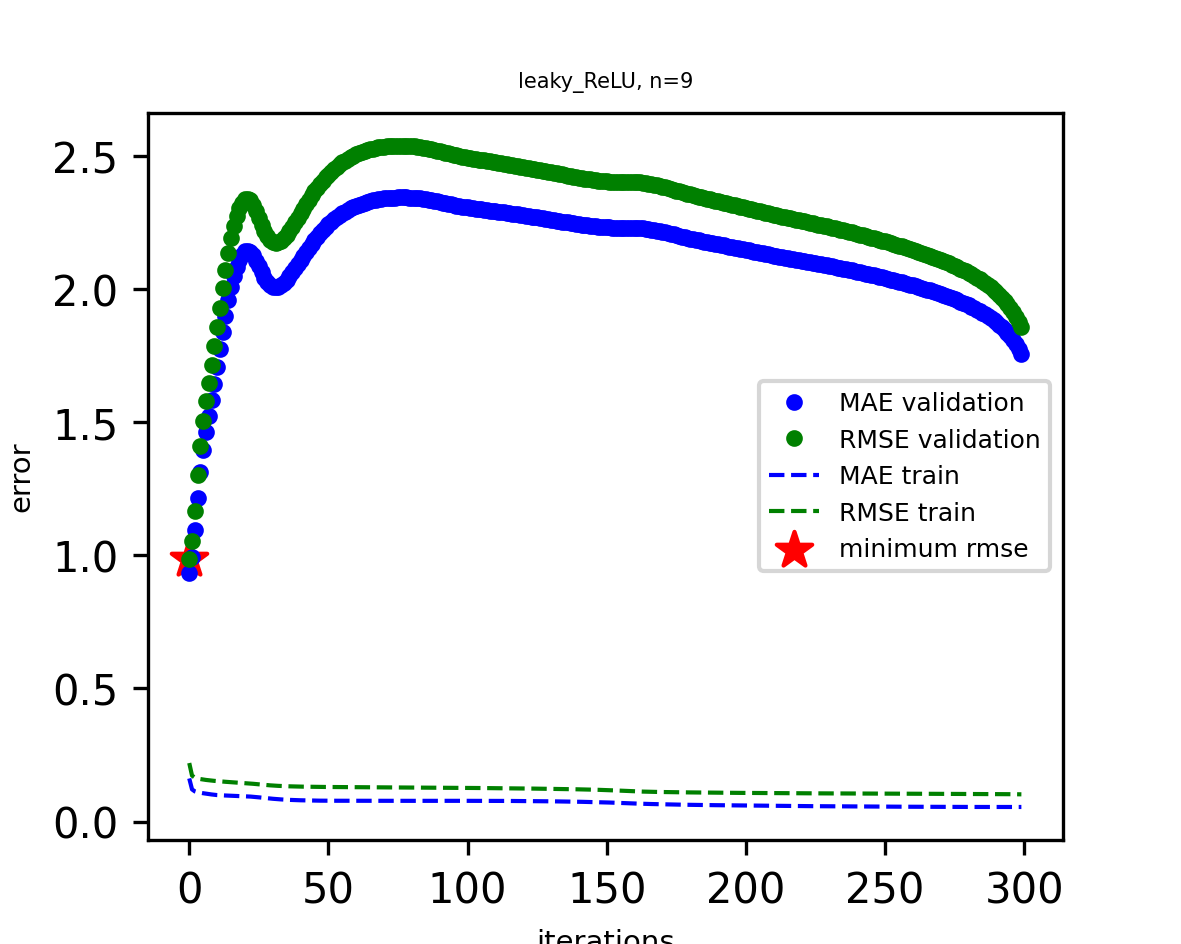 leaky_ReLU, n=9
error
2.5
2.0
1.5
1.0
0.5
0.0
MAE validation
RMSE validation
MAE train
RMSE train
minimum rmse
0 50 100 150 200 250 300
iterations